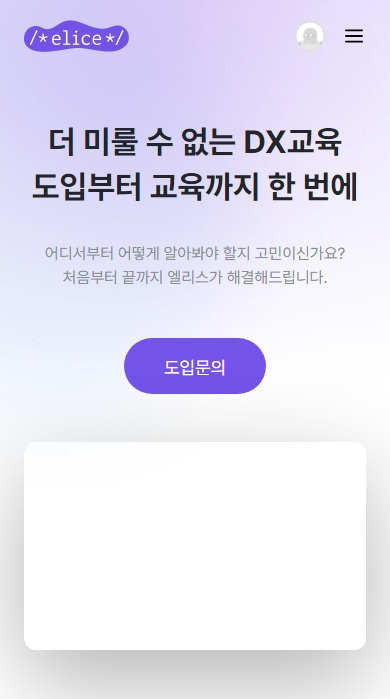 /*elice*/
더 미룰 수 없는 DX교육
도입부터 교육까지 한 번에
어디서부터 어떻게 알아봐야 할지 고민이신가요?
처음부터 끝까지 엘리스가 해결해드립니다.
도입문의